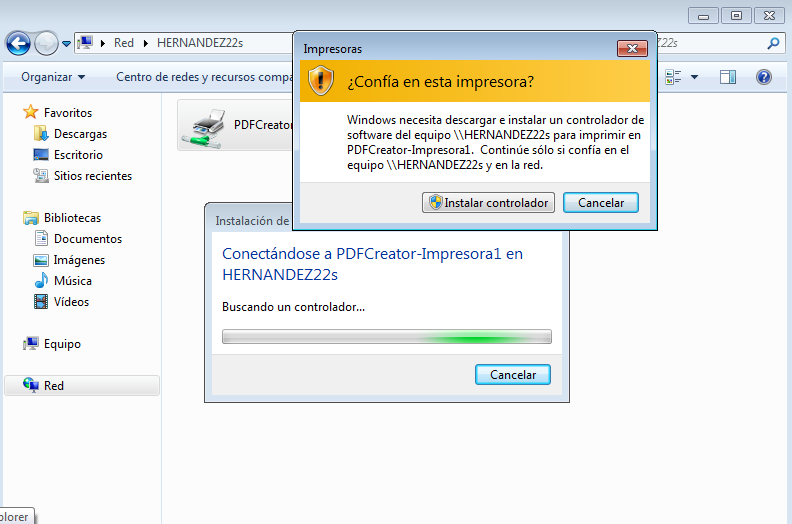 Red
HERNANDEZ22s
22s
Organizar
Centro de redes y recursos
Favoritos
Descargas
Escritorio
Sitios recientes
Bibliotecas
Documentos
Imágenes
Música
Vídeos
Equipo
Red
PDFCreator
Impresoras
¿Confía en esta impresora?
Windows necesita descargar e instalar un controlador de
software del equipo \\HERNANDEZ22s para imprimir en
PDFCreator-Impresora1. Continúe sólo si confía en el
equipo \\HERNANDEZ22s y en la red.
Instalar controlador
Cancelar
Instalación de
Conectándose a PDFCreator-Impresora1 en
HERNANDEZ22s
Buscando un controlador...
Cancelar
plorer